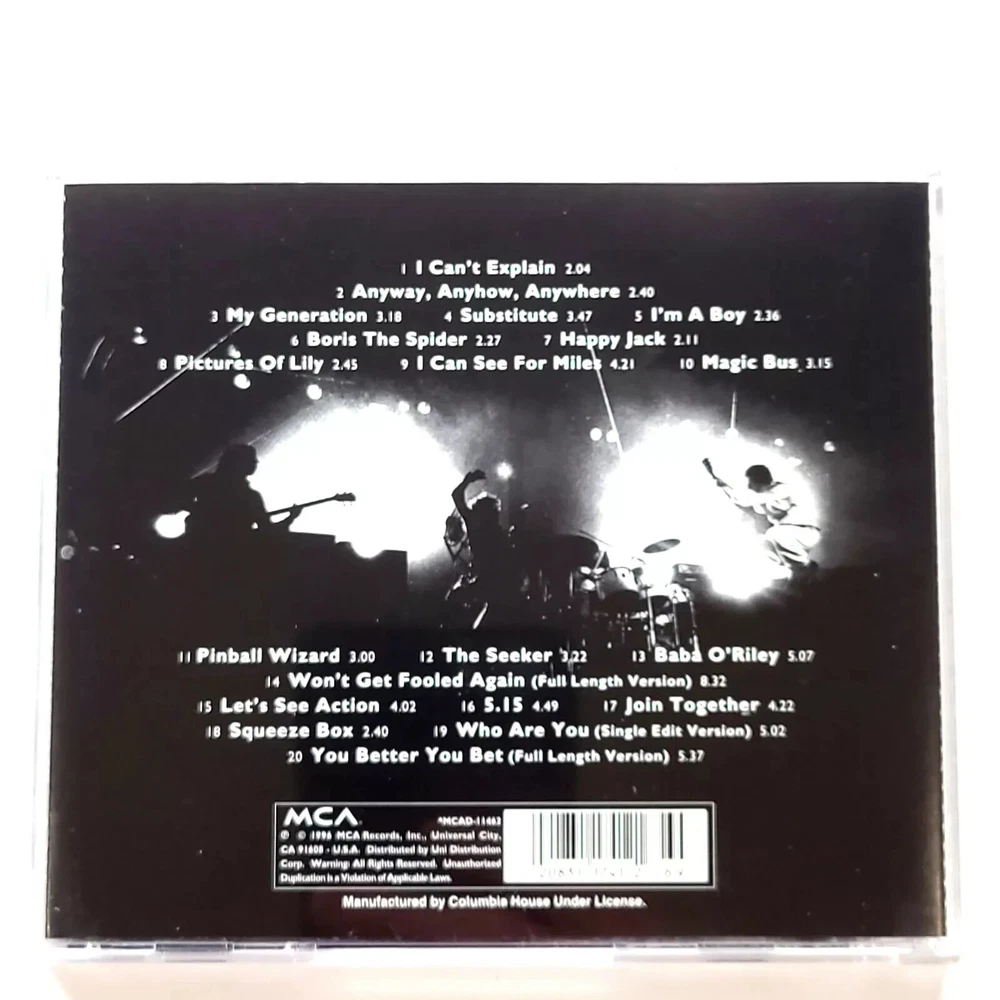 1 I Can't Explain 2.04
2 Anyway, Anyhow, Anywhere 2.40
3 My Generation 3.18 4 Substitute 3.47 5 I'm A Boy 2.36
6 Boris The Spider 2.27 7 Happy Jack 2.11
8 Pictures Of Lily 2.45 9 I Can See For Miles 4.21 10 Magic Bus 3.15
11 Pinball Wizard 3.00 12 The Seeker 3.22 13 Baba O'Riley 5.07
14 Won't Get Fooled Again (Full Length Version) 8.32
15 Let's See Action 4.02 16 5.15 4.49 17 Join Together 4.22
18 Squeeze Box 2.40 19 Who Are You (Single Edit Version) 5.02
20 You Better You Bet (Full Length Version) 5.37
MCA *MCAD-11462
℗ © 1996 MCA Records, Inc., Universal City,
CA 91608 - U.S.A. Distributed by Uni Distribution
Corp. Warning: All Rights Reserved. Unauthorized
Duplication is a Violation of Applicable Laws.
Manufactured by Columbia House Under License.